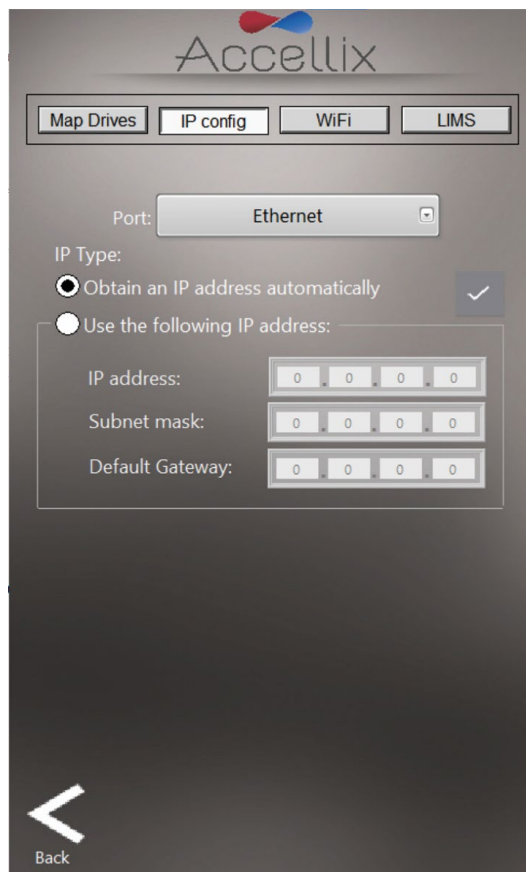 Accellix
Map Drives IP config WiFi LIMS
Port: Ethernet
IP Type:
Obtain an IP address automatically
Use the following IP address:
IP address: 0 . 0 . 0 . 0
Subnet mask: 0 . 0 . 0 . 0
Default Gateway: 0 . 0 . 0 . 0
Back